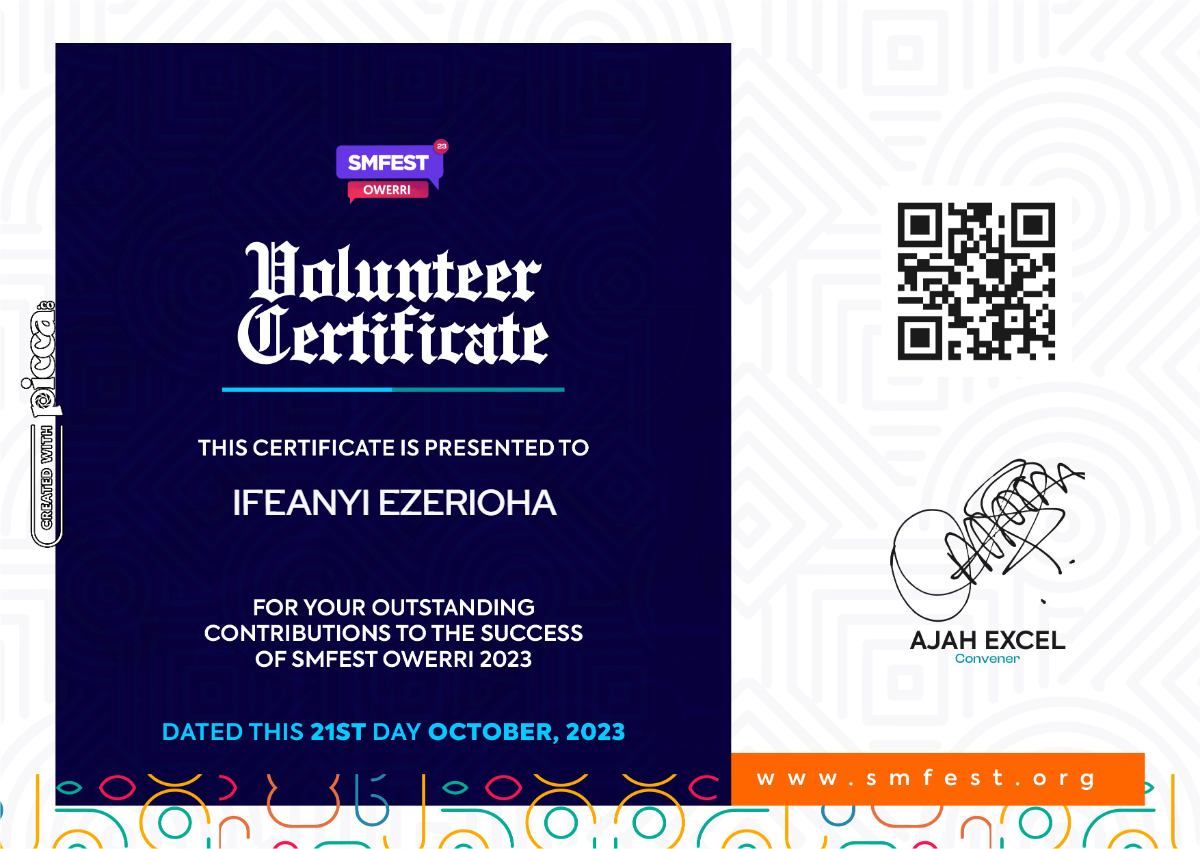 SMFEST
23
OWERRI
Volunteer
Certificate
THIS CERTIFICATE IS PRESENTED TO
IFEANYI EZERIOHA
FOR YOUR OUTSTANDING
CONTRIBUTIONS TO THE SUCCESS
OF SMFEST OWERRI 2023
DATED THIS 21ST DAY OCTOBER, 2023
CREATED WITH picca.cc
AJAH EXCEL
Convener
www.smfest.org